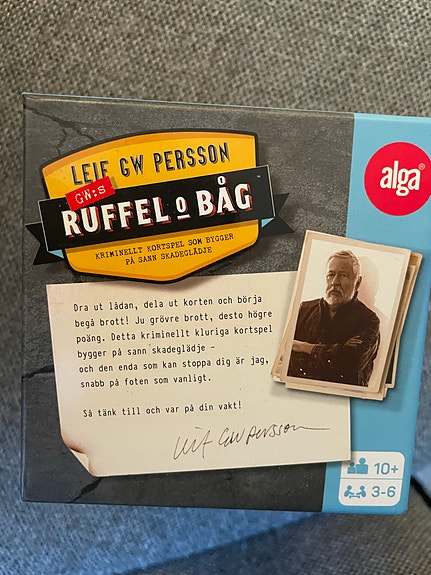 LEIF GW PERSSON
GW:S
RUFFEL O BÅG
KRIMINELLT KORTSPEL SOM BYGGER
PÅ SANN SKADEGLÄDJE
alga®
Dra ut lådan, dela ut korten och börja
begå brott! Ju grövre brott, desto högre
poäng. Detta kriminellt kluriga kortspel
bygger på sann skadeglädje –
och den enda som kan stoppa dig är jag,
snabb på foten som vanligt.
Så tänk till och var på din vakt!
Leif GW Persson
10+
3-6